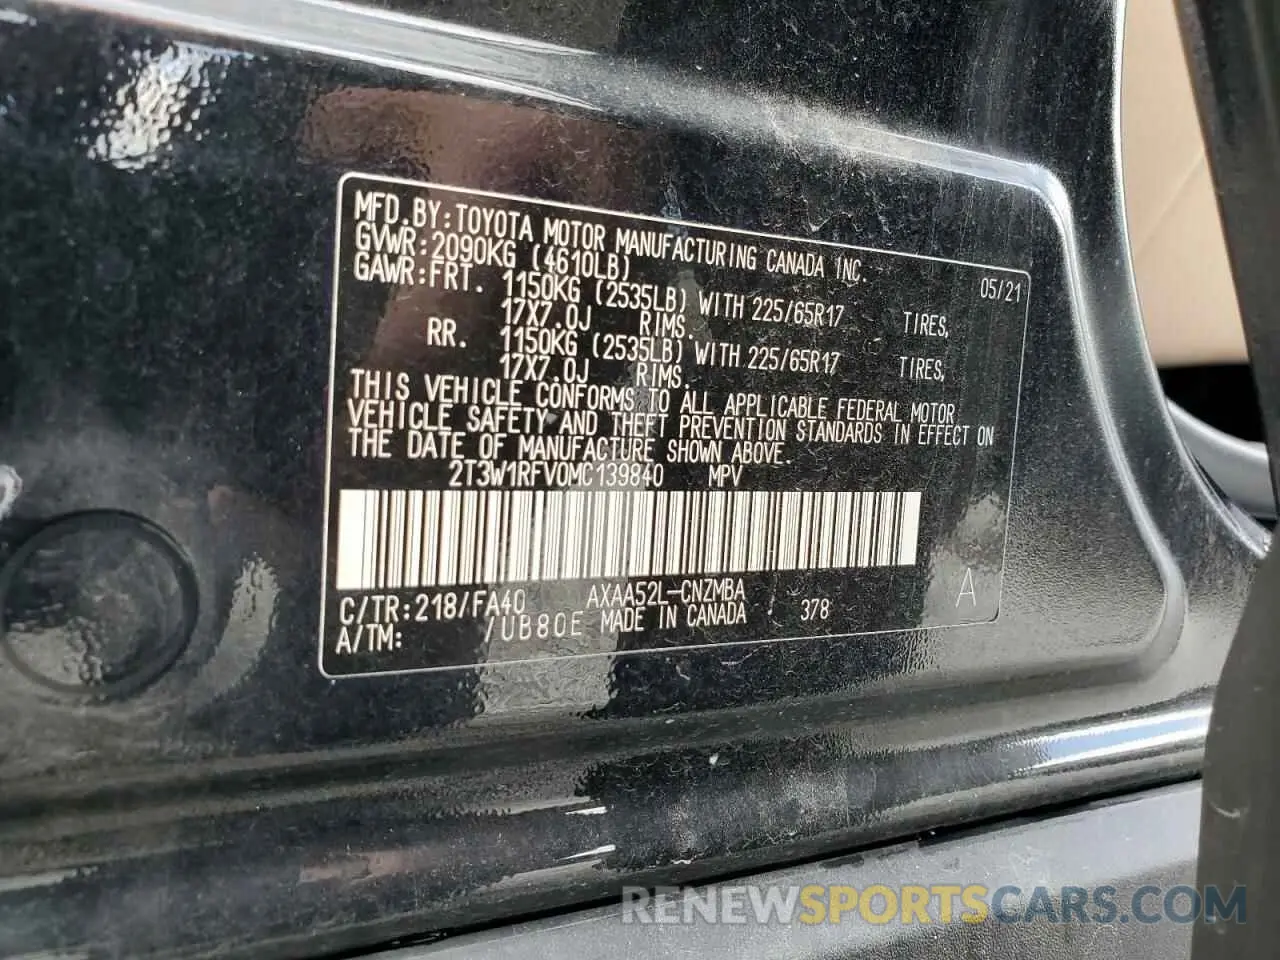 MFD.BY:TOYOTA MOTOR MANUFACTURING CANADA INC.
GVWR:2090KG (4610LB) 05/21
GAWR:FRT. 1150KG (2535LB) WITH 225/65R17 TIRES,
17X7.0J RIMS.
RR. 1150KG (2535LB) WITH 225/65R17 TIRES,
17X7.0J RIMS.
THIS VEHICLE CONFORMS TO ALL APPLICABLE FEDERAL MOTOR
VEHICLE SAFETY AND THEFT PREVENTION STANDARDS IN EFFECT ON
THE DATE OF MANUFACTURE SHOWN ABOVE.
2T3W1RFV0MC139840 MPV
C/TR:218/FA40 AXAA52L-CNZMBA
A/TM: /UB80E MADE IN CANADA 378 A
RENEWSPORTSCARS.COM